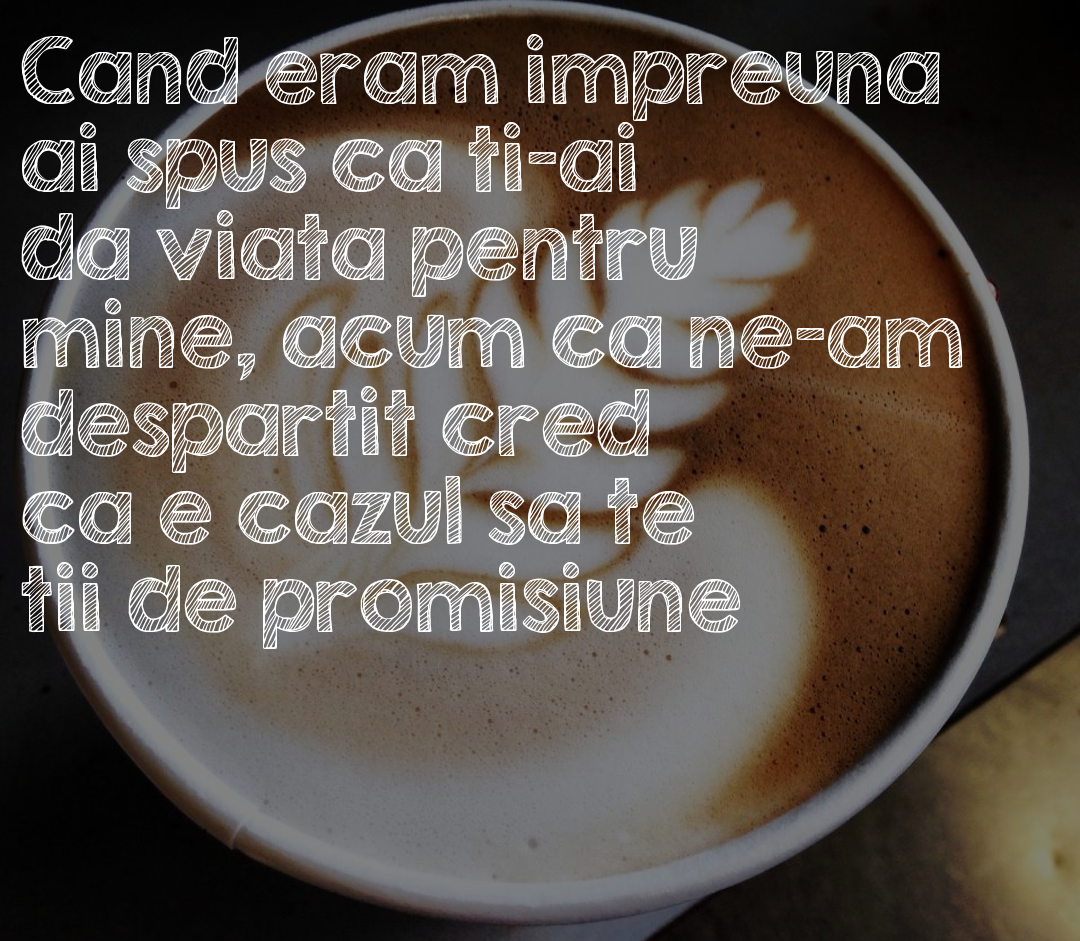 Cand eram impreuna
ai spus ca ti-ai
da viata pentru
mine, acum ca ne-am
despartit cred
ca e cazul sa te
tii de promisiune